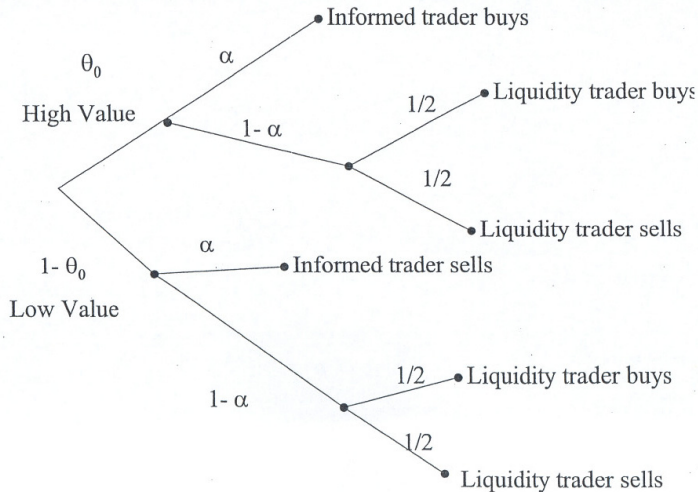 Informed trader buys
α
θ0
High Value
1/2
Liquidity trader buys
1- α
1/2
Liquidity trader sells
α
1- θ0
Informed trader sells
Low Value
1/2
Liquidity trader buys
1- α
1/2
Liquidity trader sells